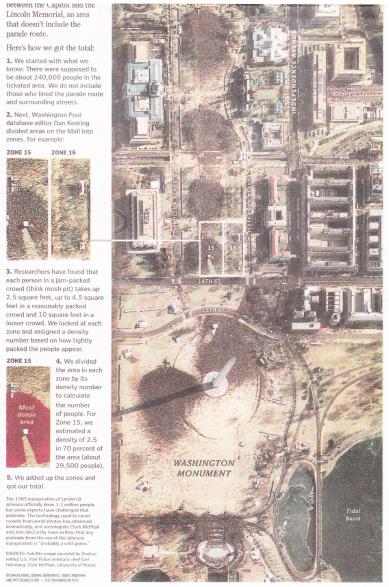 between the Capitol and the
Lincoln Memorial, an area
that doesn't include the
parade route.
Here's how we got the total:
1. We started with what we
know: There were supposed to
be about 240,000 people in the
ticketed area. We do not include
those who lined the parade route
and surrounding streets.
2. Next, Washington Post
database editor Dan Keating
divided areas on the Mall into
zones. For example:
ZONE 15 ZONE 16
3. Researchers have found that
each person in a jam-packed
crowd (think mosh pit) takes up
2.5 square feet, up to 4.5 square
feet in a reasonably packed
crowd and 10 square feet in a
looser crowd. We looked at each
zone and assigned a density
number based on how tightly
packed the people appear.
ZONE 15
Most
dense
area
4. We divided
the area in each
zone by its
density number
to calculate
the number
of people. For
Zone 15, we
estimated a
density of 2.5
in 70 percent of
the area (about
29,500 people).
5. We added up the zones and
got our total.
The 1965 inauguration of Lyndon B.
Johnson officially drew 1.2 million people,
but some experts have challenged that
estimate. The technology used to count
crowds from aerial photos has advanced
dramatically, and sociologists Clark McPhail
and John McCarthy have written that any
estimate from the era of the Johnson
inauguration is "probably a wild guess."
SOURCES: Satellite image provided by GeoEye;
retired U.S. Park Police assistant chief Carl
Holmberg; Clark McPhail, University of Illinois
15
14TH ST.
15TH ST.
WASHINGTON
MONUMENT
Tidal
Basin